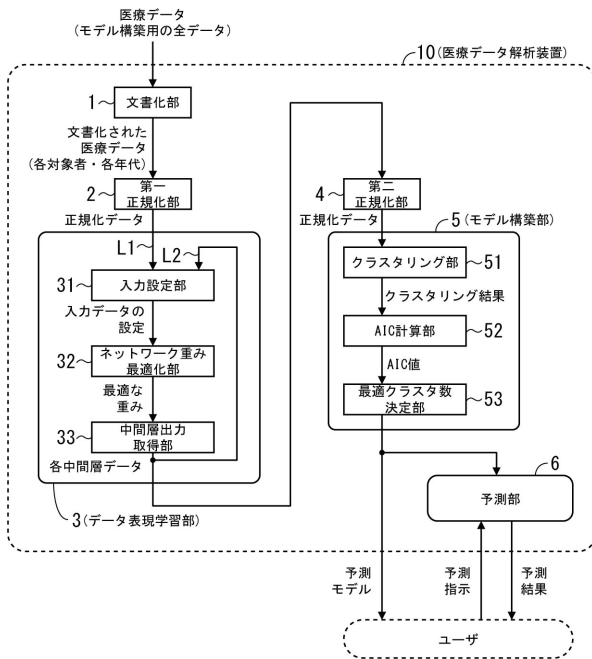 医療データ
(モデル構築用の全データ)
10(医療データ解析装置)
1
文書化部
文書化された
医療データ
(各対象者・各年代)
2
第一
正規化部
正規化データ
L1
L2
31
入力設定部
入力データの
設定
32
ネットワーク重み
最適化部
最適な
重み
33
中間層出力
取得部
各中間層データ
3(データ表現学習部)
4
第二
正規化部
正規化データ
5(モデル構築部)
クラスタリング部
51
クラスタリング結果
AIC計算部
52
AIC値
最適クラスタ数
決定部
53
6
予測部
予測
モデル
予測
指示
予測
結果
ユーザ